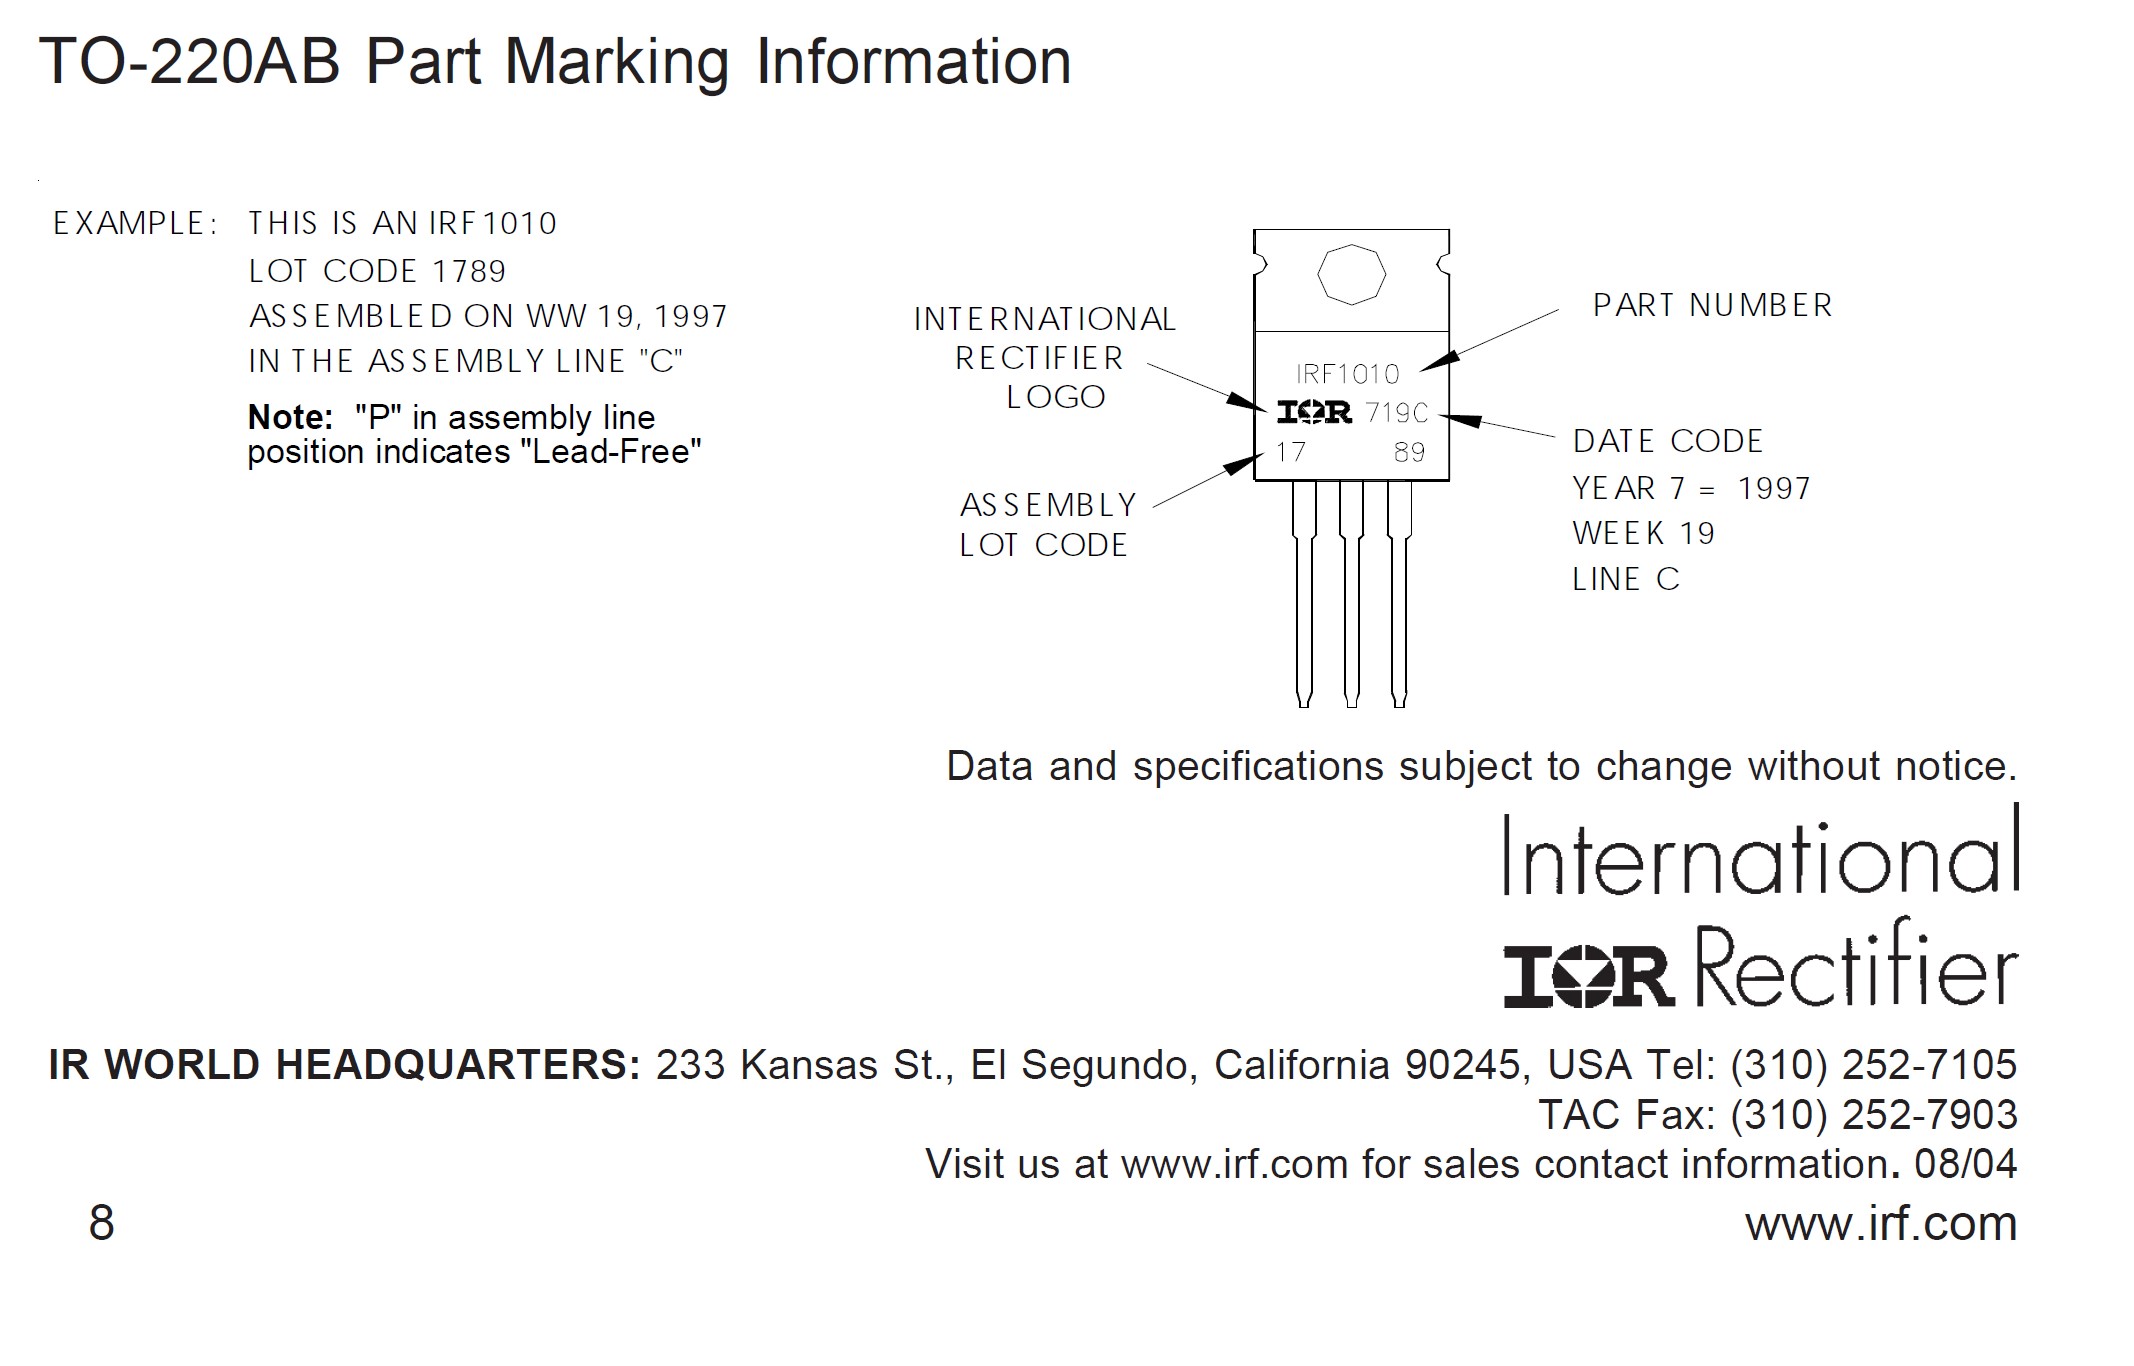 TO-220AB Part Marking Information
EXAMPLE: THIS IS AN IRF1010
LOT CODE 1789
ASSEMBLED ON WW 19, 1997
IN THE ASSEMBLY LINE "C"
Note: "P" in assembly line
position indicates "Lead-Free"
INTERNATIONAL
RECTIFIER
LOGO
ASSEMBLY
LOT CODE
IRF1010
IOR 719C
17 89
PART NUMBER
DATE CODE
YEAR 7 = 1997
WEEK 19
LINE C
Data and specifications subject to change without notice.
International
IOR Rectifier
IR WORLD HEADQUARTERS: 233 Kansas St., El Segundo, California 90245, USA Tel: (310) 252-7105
TAC Fax: (310) 252-7903
Visit us at www.irf.com for sales contact information. 08/04
8 www.irf.com